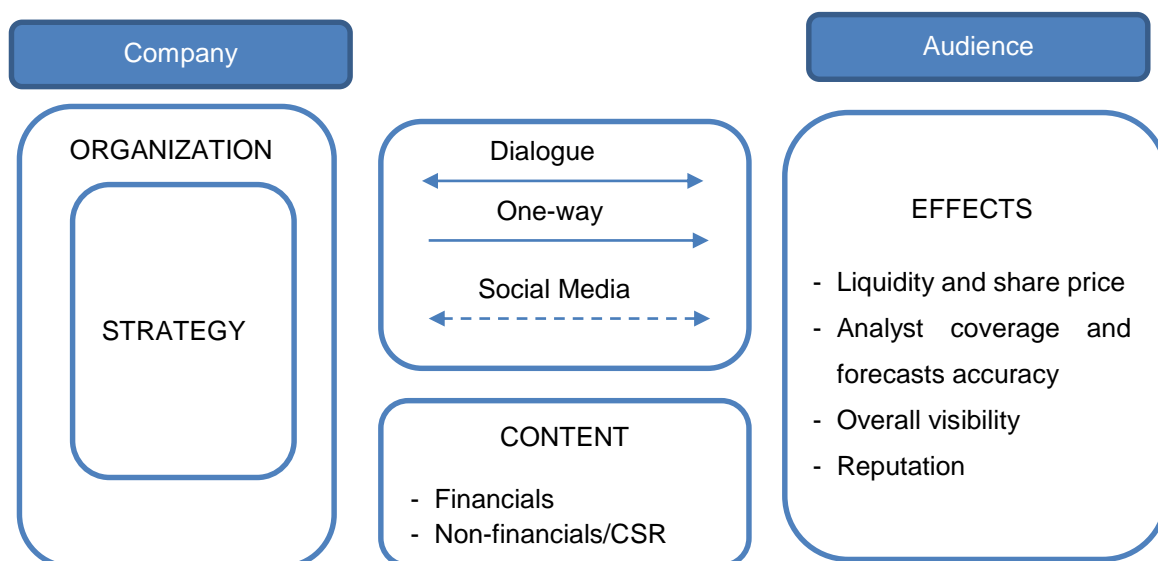 Company
Audience
ORGANIZATION
STRATEGY
Dialogue
One-way
Social Media
CONTENT
- Financials
- Non-financials/CSR
EFFECTS
- Liquidity and share price
- Analyst coverage and
forecasts accuracy
- Overall visibility
- Reputation